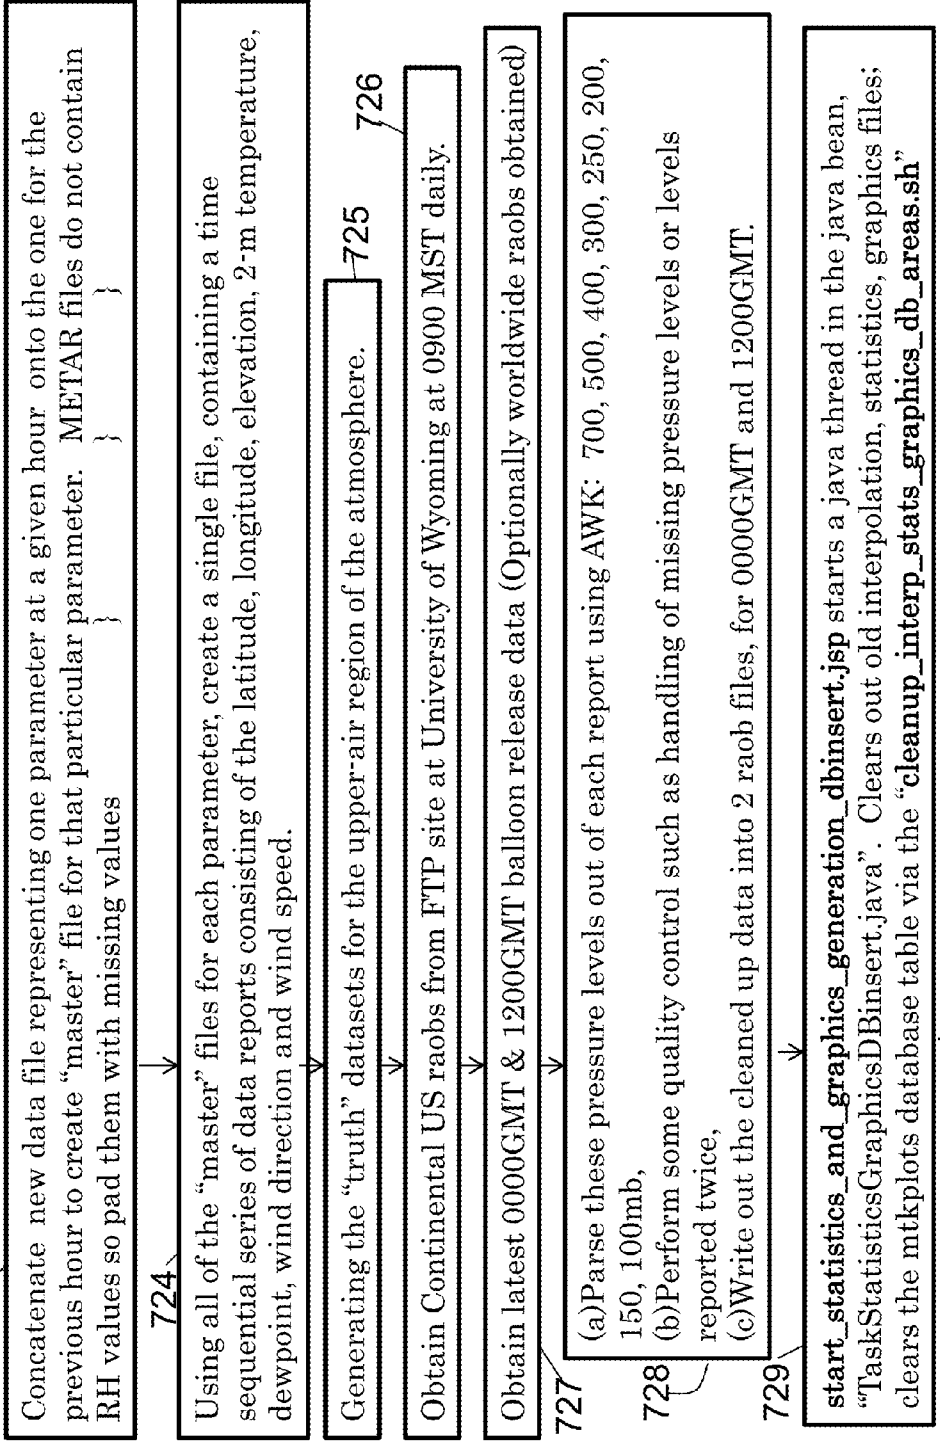 Concatenate new data file representing one parameter at a given hour onto the one for the
previous hour to create “master” file for that particular parameter. METAR files do not contain
RH values so pad them with missing values } } }
724
Using all of the “master” files for each parameter, create a single file, containing a time
sequential series of data reports consisting of the latitude, longitude, elevation, 2-m temperature,
dewpoint, wind direction and wind speed.
Generating the “truth” datasets for the upper-air region of the atmosphere.
725
Obtain Continental US raobs from FTP site at University of Wyoming at 0900 MST daily.
726
Obtain latest 0000GMT & 1200GMT balloon release data (Optionally worldwide raobs obtained)
727
(a)Parse these pressure levels out of each report using AWK: 700, 500, 400, 300, 250, 200,
150, 100mb,
(b)Perform some quality control such as handling of missing pressure levels or levels
reported twice,
(c)Write out the cleaned up data into 2 raob files, for 0000GMT and 1200GMT.
728
729
start_statistics_and_graphics_generation_dbinsert.jsp starts a java thread in the java bean,
“TaskStatisticsGraphicsDBinsert.java”. Clears out old interpolation, statistics, graphics files;
clears the mtkplots database table via the “cleanup_interp_stats_graphics_db_areas.sh”